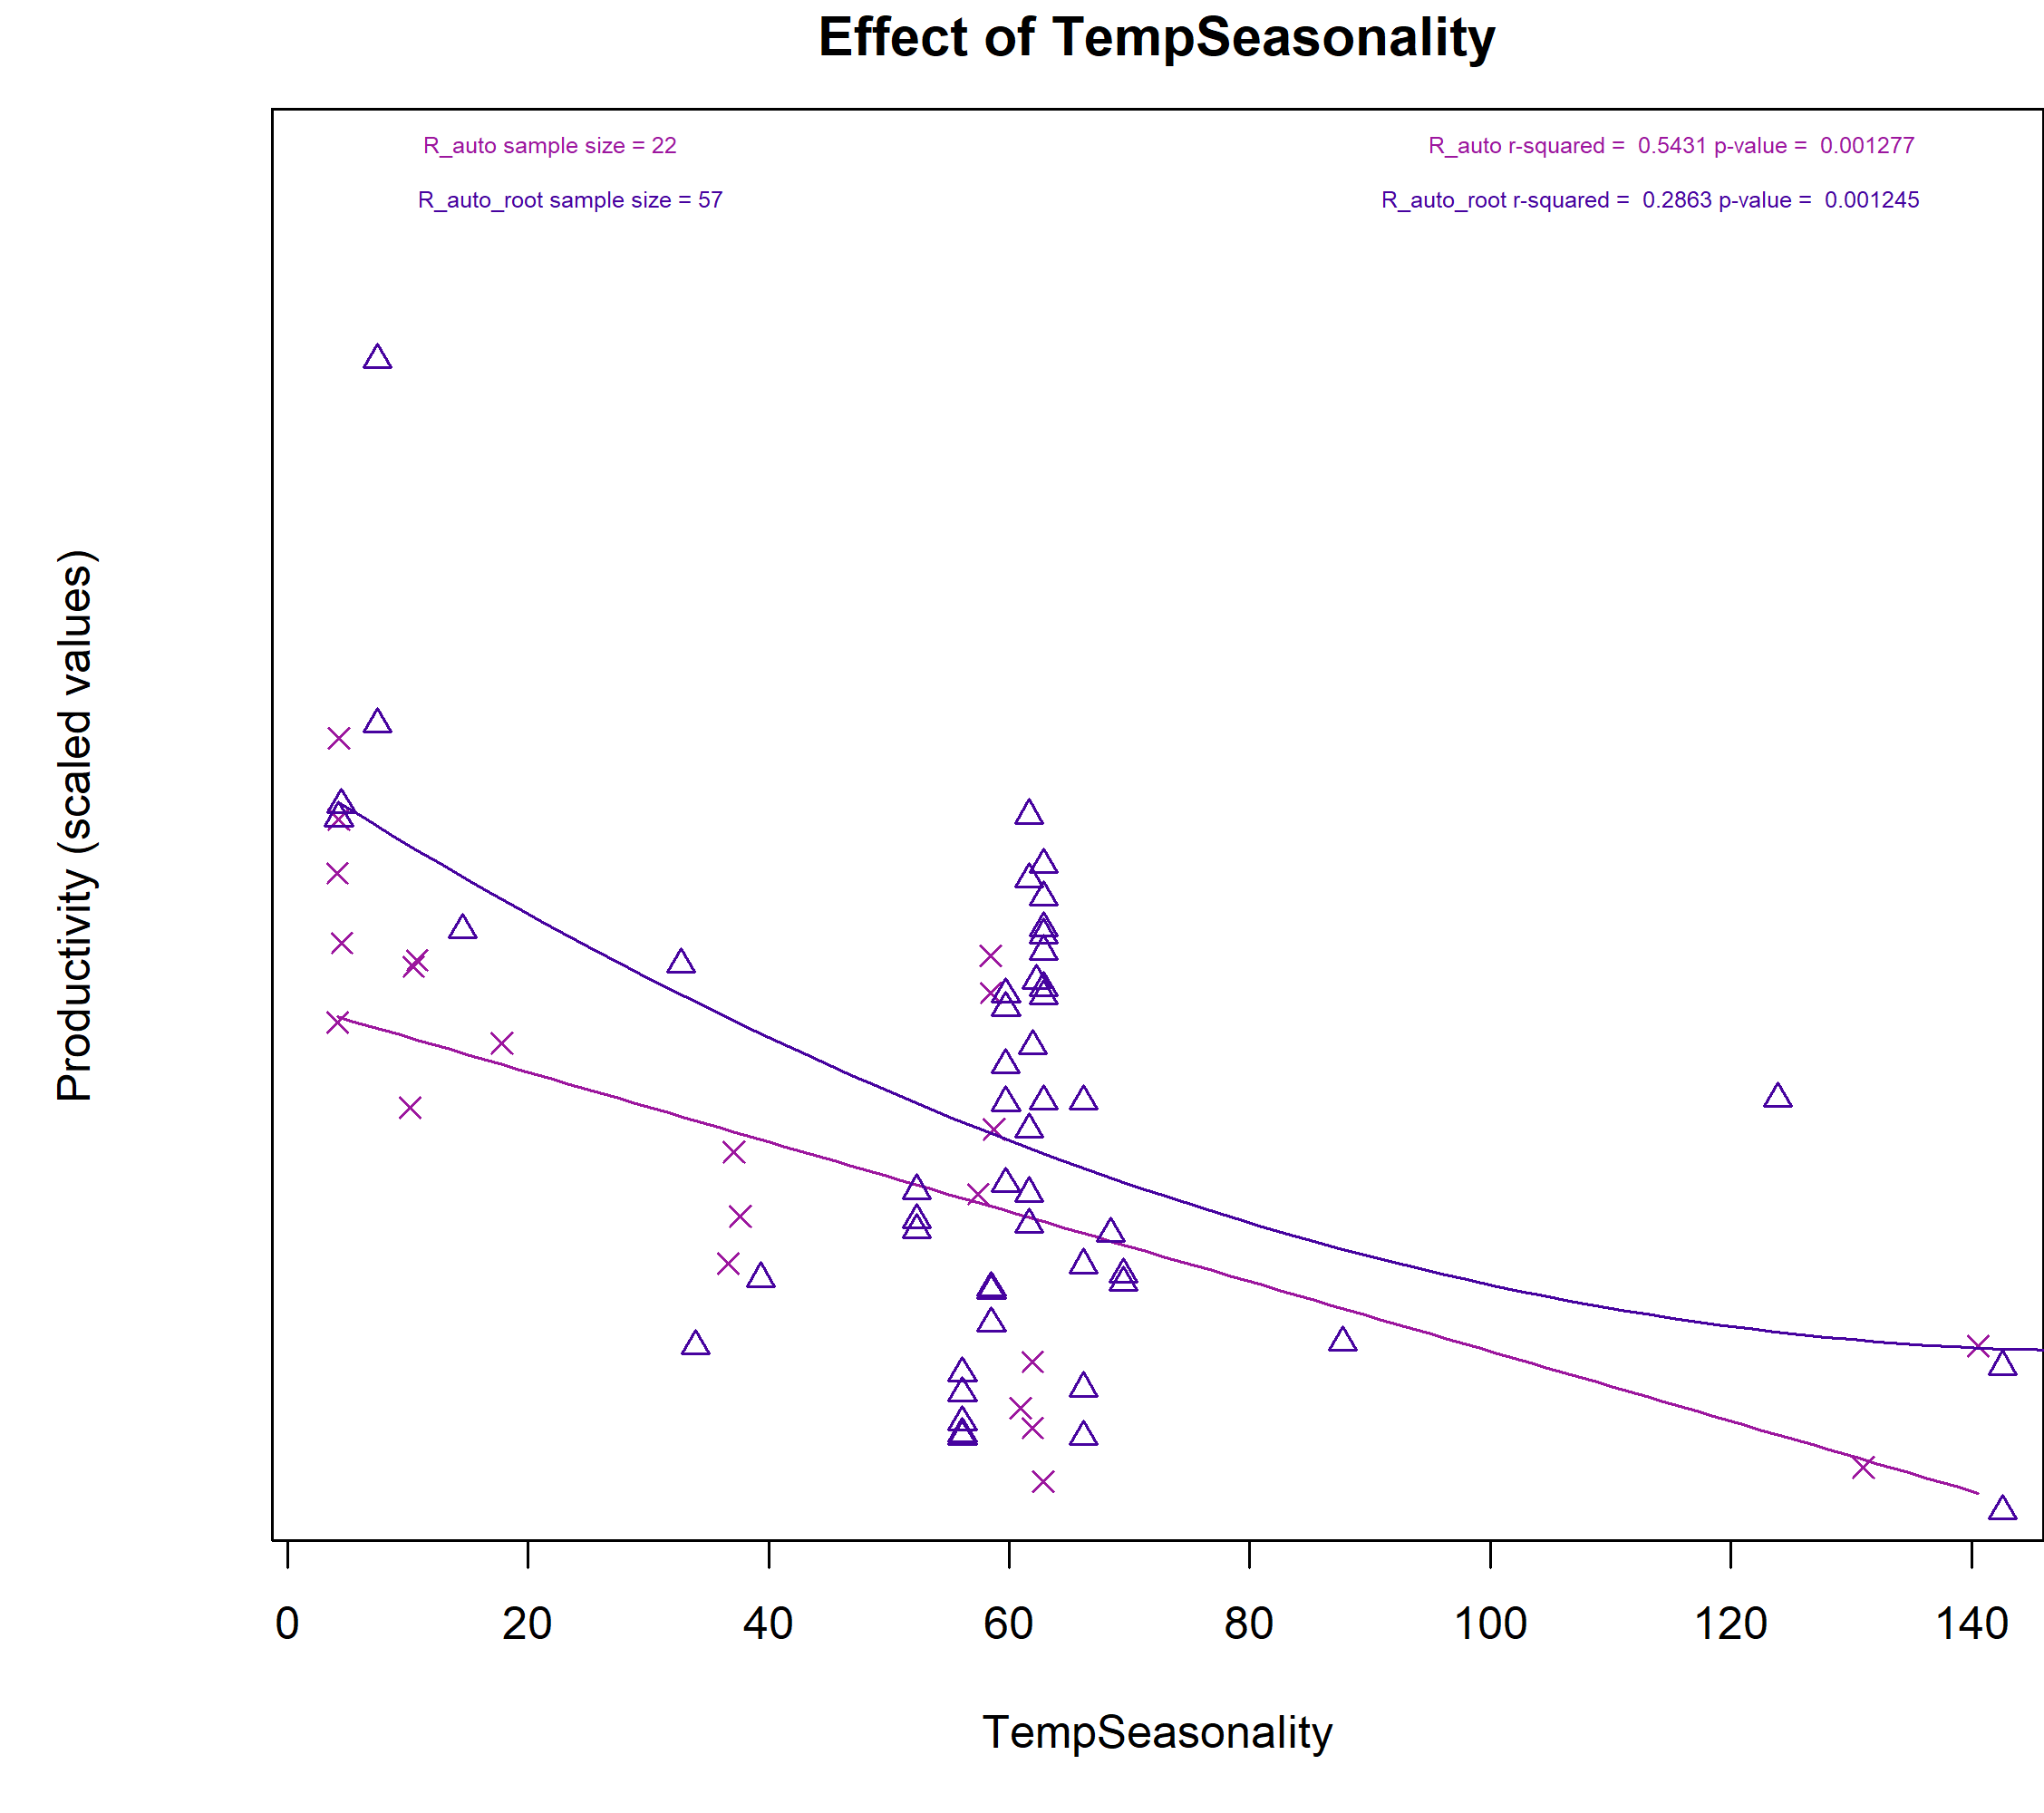 Effect of TempSeasonality
R_auto sample size = 22
R_auto r-squared =  0.5431 p-value =  0.001277
R_auto_root sample size = 57
R_auto_root r-squared =  0.2863 p-value =  0.001245
Productivity (scaled values)
0 20 40 60 80 100 120 140
TempSeasonality